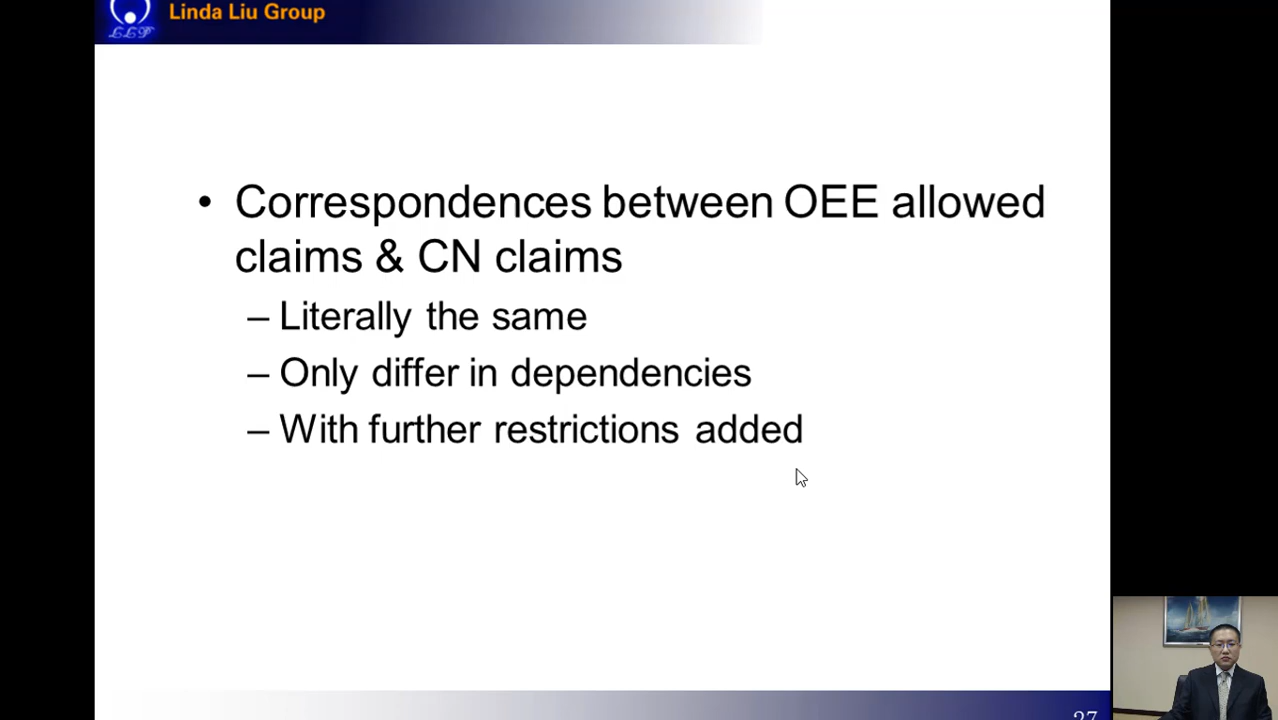 Linda Liu Group
LLP
• Correspondences between OEE allowed
claims & CN claims
– Literally the same
– Only differ in dependencies
– With further restrictions added
27